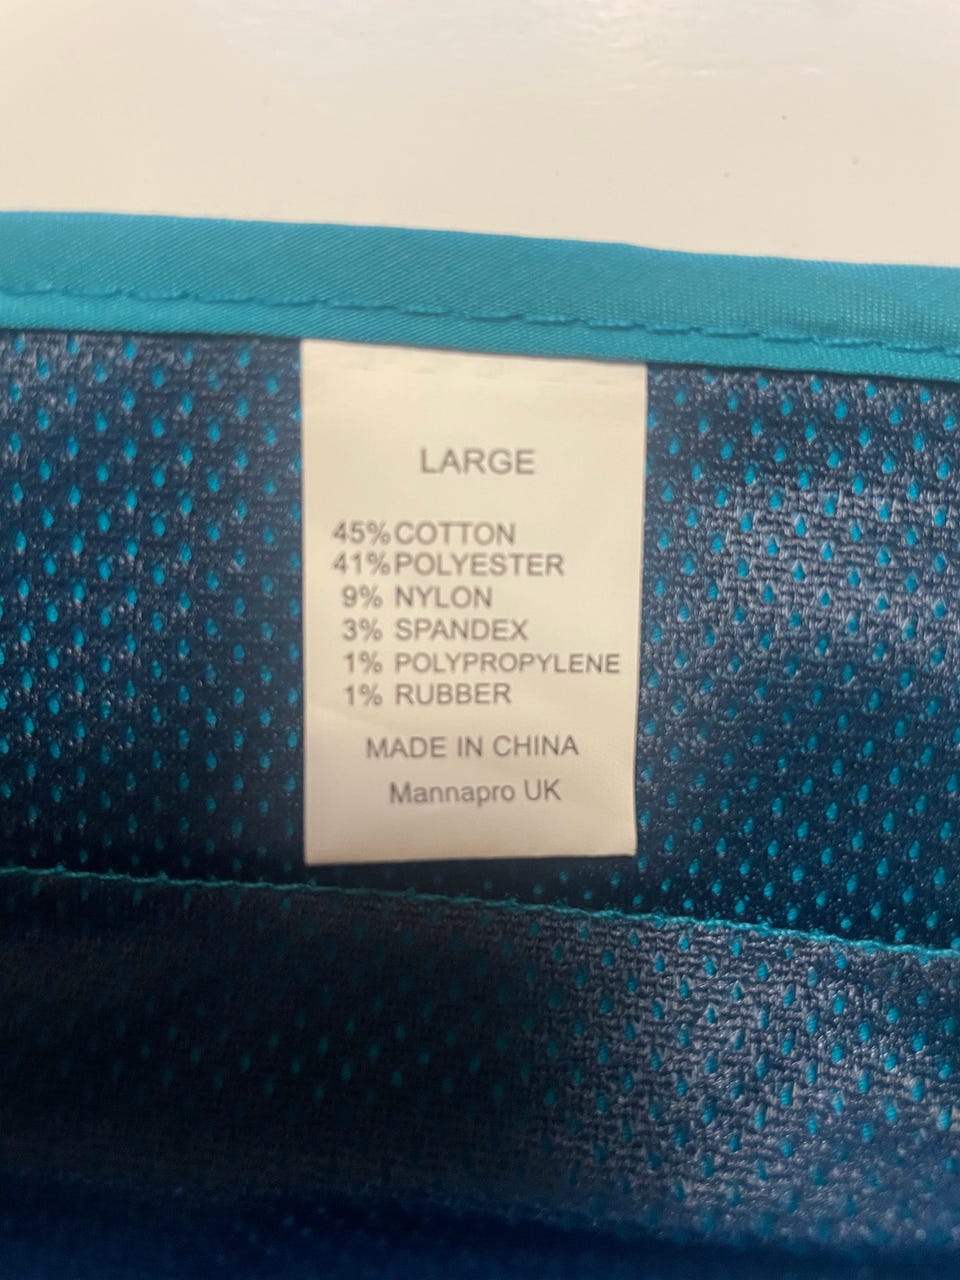 LARGE
45% COTTON
41% POLYESTER
9% NYLON
3% SPANDEX
1% POLYPROPYLENE
1% RUBBER
MADE IN CHINA
Mannapro UK